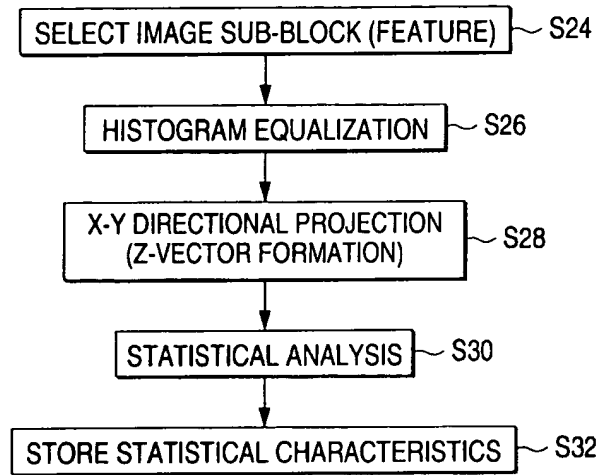 SELECT IMAGE SUB-BLOCK (FEATURE) S24
HISTOGRAM EQUALIZATION S26
X-Y DIRECTIONAL PROJECTION
(Z-VECTOR FORMATION) S28
STATISTICAL ANALYSIS S30
STORE STATISTICAL CHARACTERISTICS S32